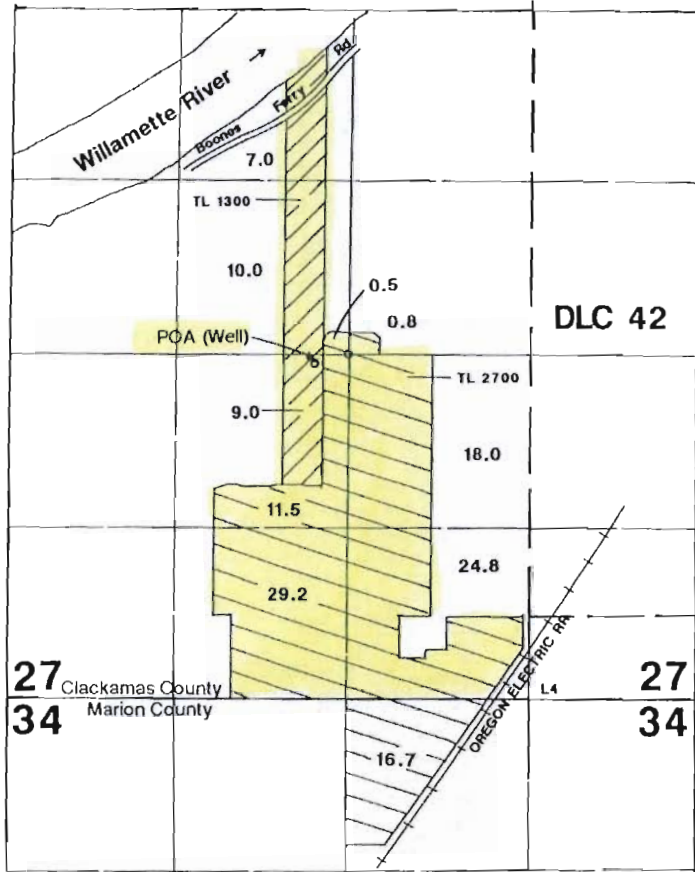 Willamette River
Boones Ferry Rd
7.0
TL 1300
10.0
0.5
0.8
DLC 42
POA (Well)
TL 2700
9.0
18.0
11.5
24.8
29.2
OREGON ELECTRIC RR
27
Clackamas County
27
L4
34
Marion County
34
16.7